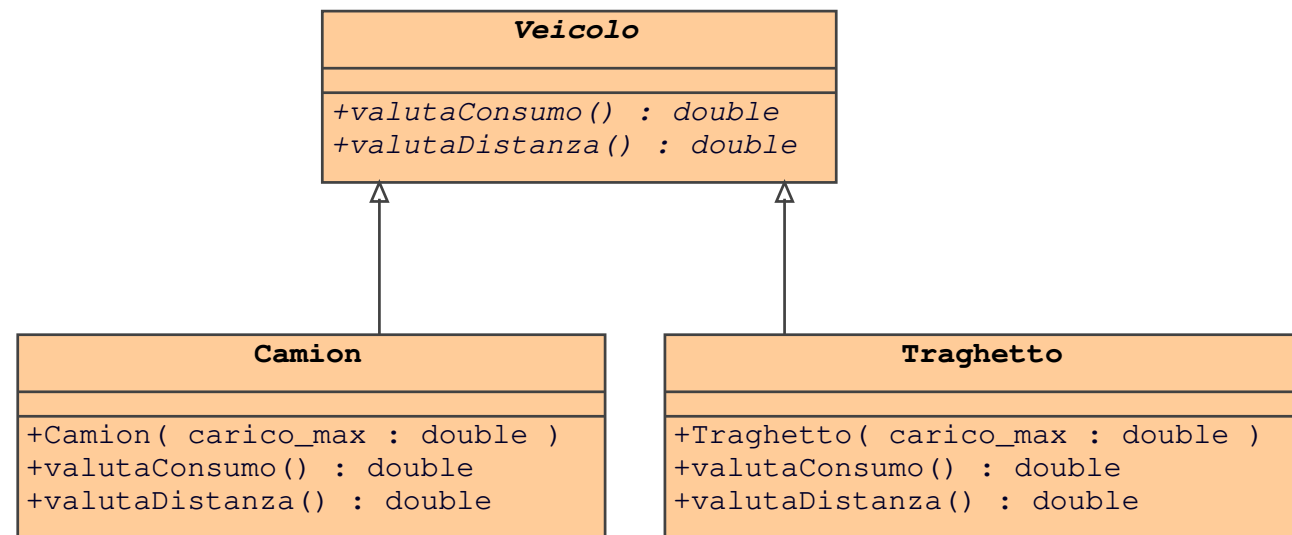 Veicolo
+valutaConsumo() : double
+valutaDistanza() : double
Camion
+Camion( carico_max : double )
+valutaConsumo() : double
+valutaDistanza() : double
Traghetto
+Traghetto( carico_max : double )
+valutaConsumo() : double
+valutaDistanza() : double